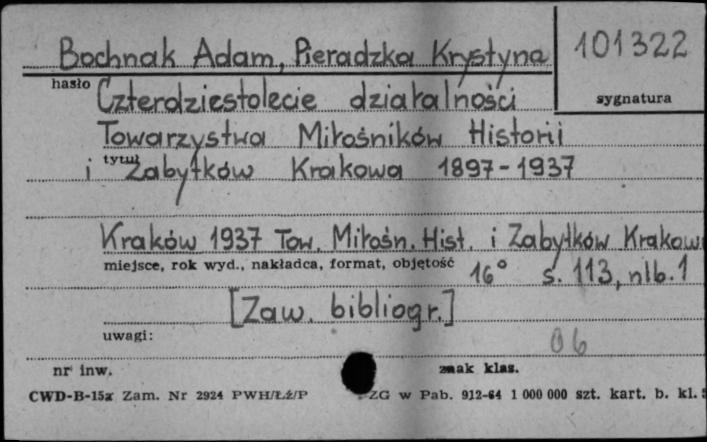 Bochnak Adam, Pieradzka Krystyna
101322
hasło
sygnatura
Czterdziestolecie działalności
Towarzystwa Miłośników Historii
tytuł
i Zabytków Krakowa 1897-1937
Kraków 1937 Tow. Miłośn. Hist. i Zabytków Krakow
miejsce, rok wyd., nakładca, format, objętość
16° s. 113, nlb. 1
[Zaw. bibliogr.]
uwagi:
06
nr inw.
znak klas.
CWD-B-15a Zam. Nr 2924 PWH/Łź/P ZG w Pab. 912-64 1 000 000 szt. kart. b. kl.